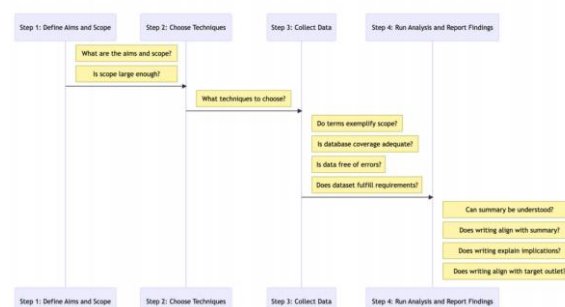 Step 1: Define Aims and Scope
Step 2: Choose Techniques
Step 3: Collect Data
Step 4: Run Analysis and Report Findings
What are the aims and scope?
Is scope large enough?
What techniques to choose?
Do terms exemplify scope?
Is database coverage adequate?
Is data free of errors?
Does dataset fulfill requirements?
Can summary be understood?
Does writing align with summary?
Does writing explain implications?
Does writing align with target outlet?
Step 1: Define Aims and Scope
Step 2: Choose Techniques
Step 3: Collect Data
Step 4: Run Analysis and Report Findings